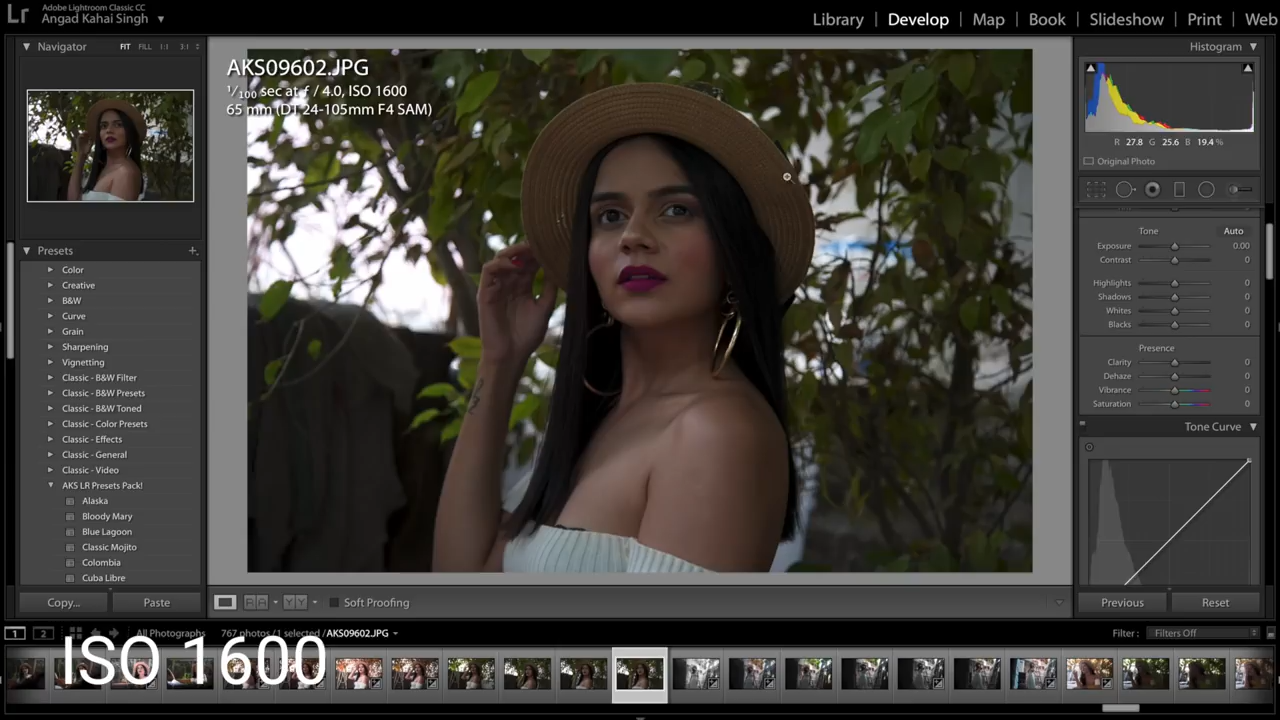 Lr
Adobe Lightroom Classic CC
Angad Kahai Singh
Library | Develop | Map | Book | Slideshow | Print | Web
Navigator FIT FILL 1:1 3:1
Histogram
AKS09602.JPG
1/100 sec at f / 4.0, ISO 1600
65 mm (DT 24-105mm F4 SAM)
R 27.8 G 25.6 B 19.4 %
Original Photo
Presets
Color
Creative
B&W
Curve
Grain
Sharpening
Vignetting
Classic - B&W Filter
Classic - B&W Presets
Classic - B&W Toned
Classic - Color Presets
Classic - Effects
Classic - General
Classic - Video
AKS LR Presets Pack!
Alaska
Bloody Mary
Blue Lagoon
Classic Mojito
Colombia
Cuba Libre
Tone Auto
Exposure 0.00
Contrast 0
Highlights 0
Shadows 0
Whites 0
Blacks 0
Presence
Clarity 0
Dehaze 0
Vibrance 0
Saturation 0
Tone Curve
Copy... Paste
Soft Proofing
Previous Reset
1 2 All Photographs 767 photos /1 selected /AKS09602.JPG
Filter : Filters Off
ISO 1600